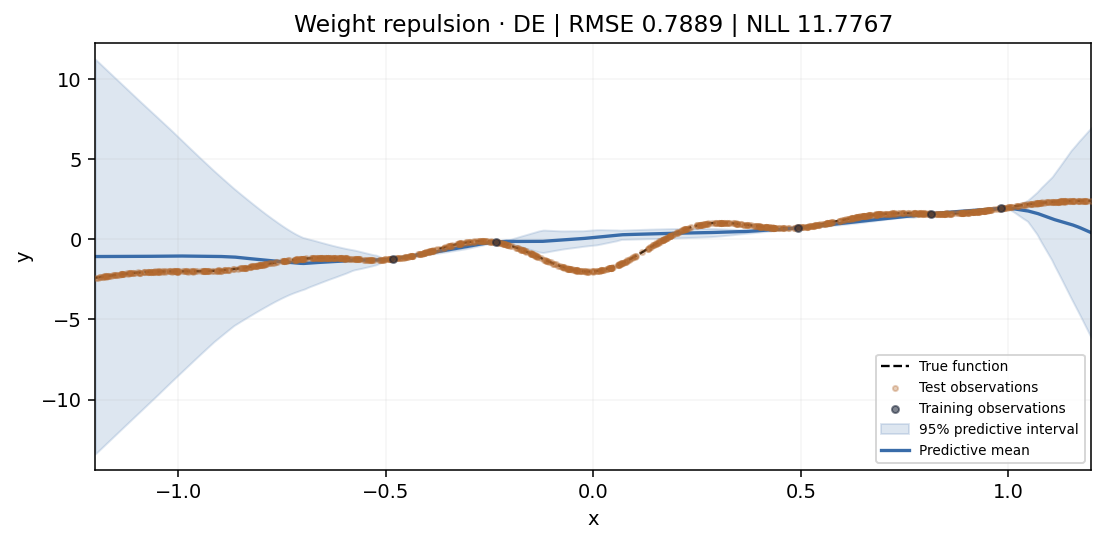 Weight repulsion · DE | RMSE 0.7889 | NLL 11.7767
10
5
0
−5
−10
y
−1.0
−0.5
0.0
0.5
1.0
x
True function
Test observations
Training observations
95% predictive interval
Predictive mean